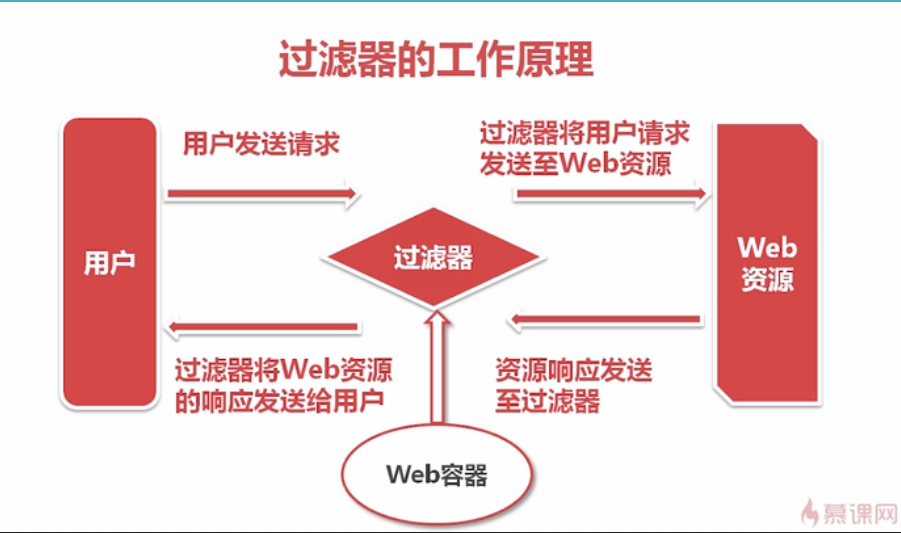 过滤器的工作原理
用户发送请求
过滤器将用户请求
发送至Web资源
用户
过滤器
Web
资源
过滤器将Web资源
的响应发送给用户
资源响应发送
至过滤器
Web容器
慕课网